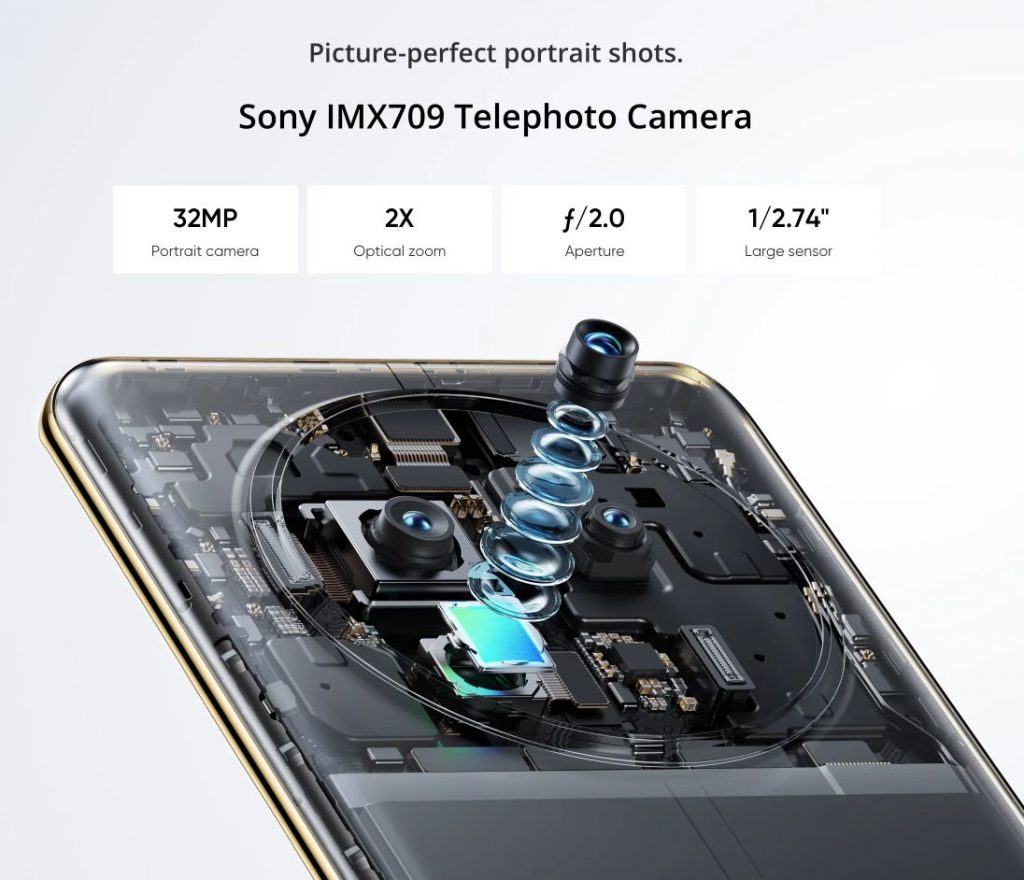 Picture-perfect portrait shots.
Sony IMX709 Telephoto Camera
32MP
Portrait camera
2X
Optical zoom
ƒ/2.0
Aperture
1/2.74"
Large sensor